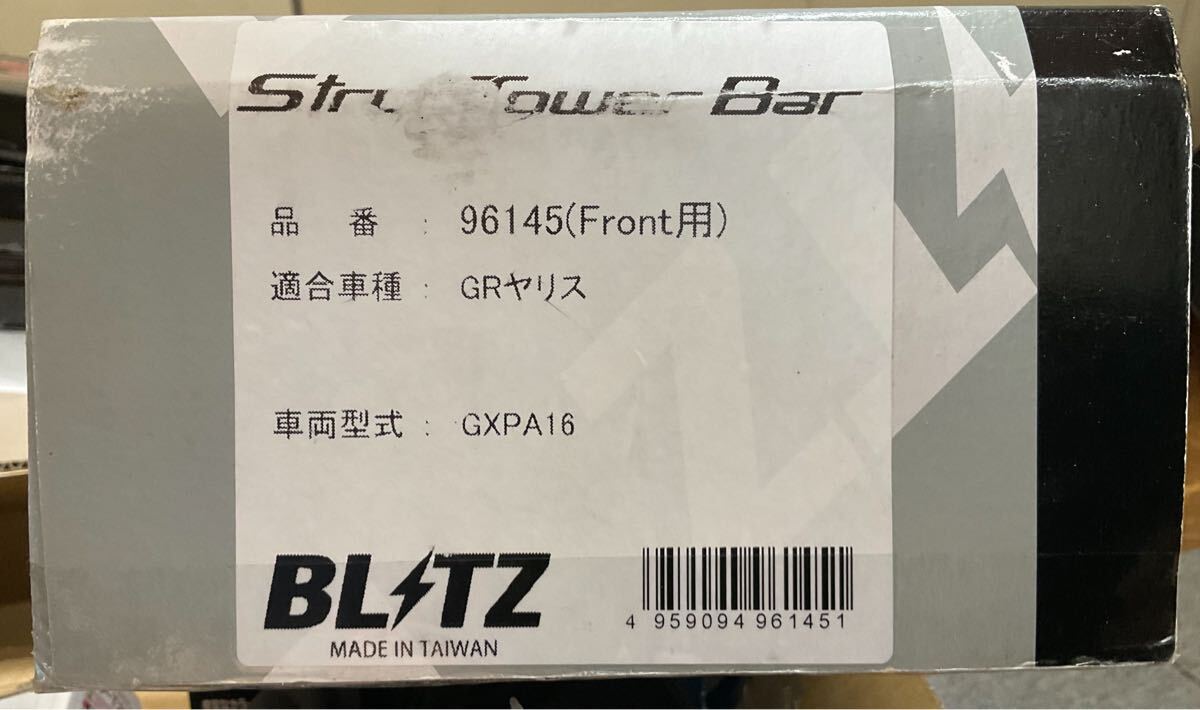 Tower Bar
品 番 : 96145(Front用)
適合車種 : GRヤリス
車両型式 : GXPA16
BLITZ
MADE IN TAIWAN
4 959094 961451